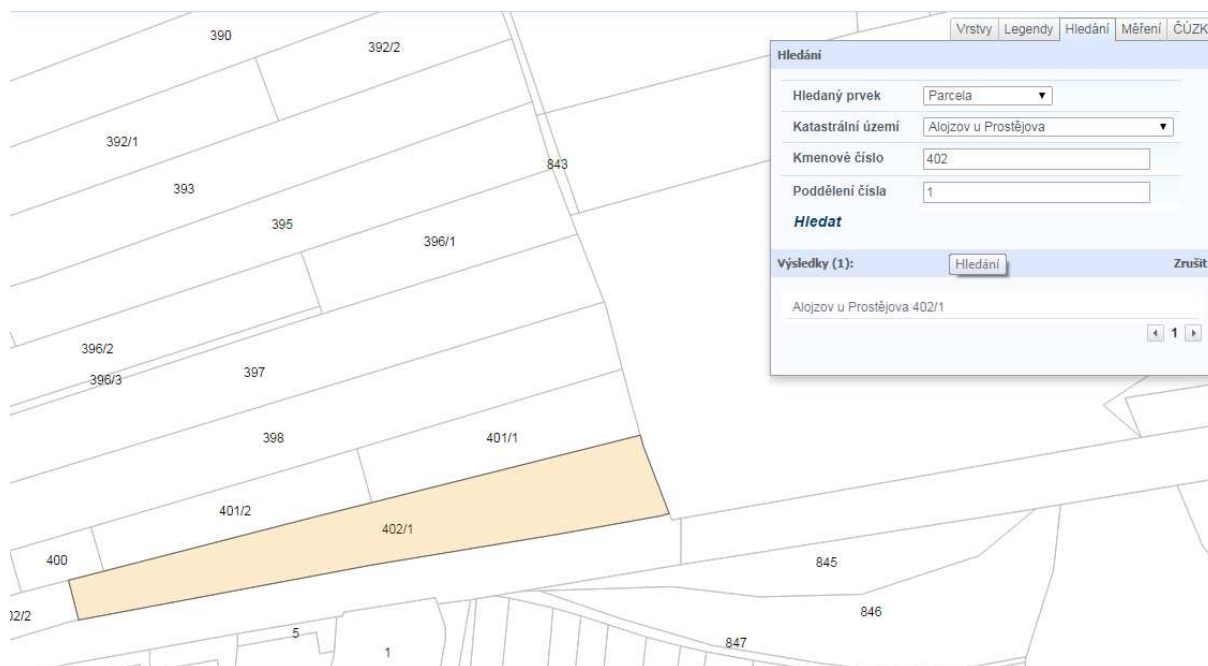 Vrstvy Legendy Hledání Měření ČÚZK
Hledání
Hledaný prvek Parcela
Katastrální území Alojzov u Prostějova
Kmenové číslo 402
Poddělení čísla 1
Hledat
Výsledky (1): Hledání Zrušit
Alojzov u Prostějova 402/1
1
390
392/2
392/1
843
393
395
396/1
396/2
396/3
397
398
401/1
401/2
402/1
400
845
02/2
846
5
847
1